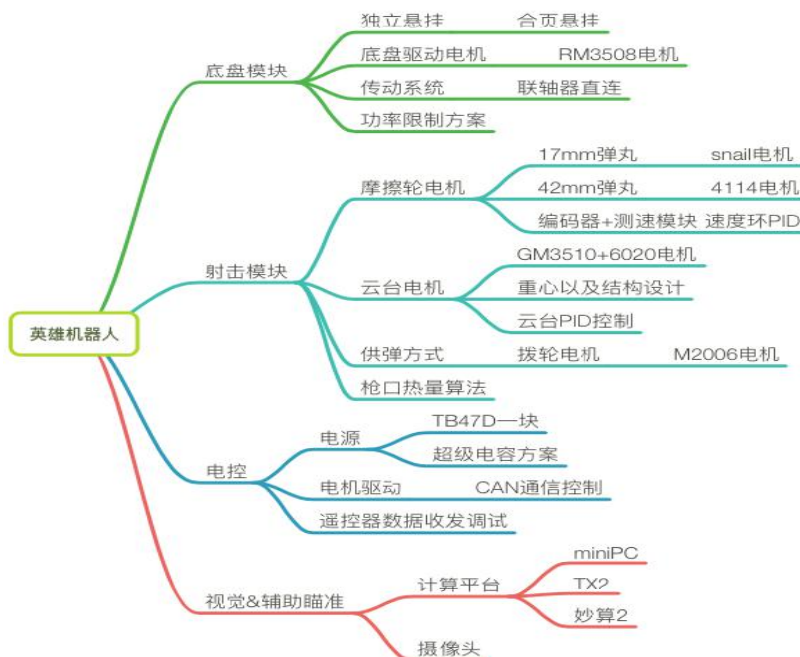 英雄机器人
底盘模块
独立悬挂 合页悬挂
底盘驱动电机 RM3508电机
传动系统 联轴器直连
功率限制方案
射击模块
摩擦轮电机
17mm弹丸 snail电机
42mm弹丸 4114电机
编码器+测速模块 速度环PID
云台电机
GM3510+6020电机
重心以及结构设计
云台PID控制
供弹方式 拨轮电机 M2006电机
枪口热量算法
电控
电源
TB47D一块
超级电容方案
电机驱动 CAN通信控制
遥控器数据收发调试
视觉&辅助瞄准
计算平台
miniPC
TX2
妙算2
摄像头